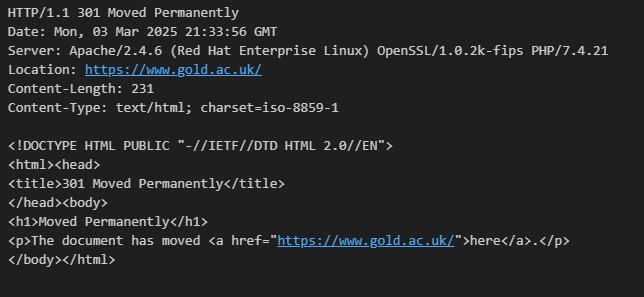 HTTP/1.1 301 Moved Permanently
Date: Mon, 03 Mar 2025 21:33:56 GMT
Server: Apache/2.4.6 (Red Hat Enterprise Linux) OpenSSL/1.0.2k-fips PHP/7.4.21
Location: https://www.gold.ac.uk/
Content-Length: 231
Content-Type: text/html; charset=iso-8859-1

<!DOCTYPE HTML PUBLIC "-//IETF//DTD HTML 2.0//EN">
<html><head>
<title>301 Moved Permanently</title>
</head><body>
<h1>Moved Permanently</h1>
<p>The document has moved <a href="https://www.gold.ac.uk/">here</a>.</p>
</body></html>